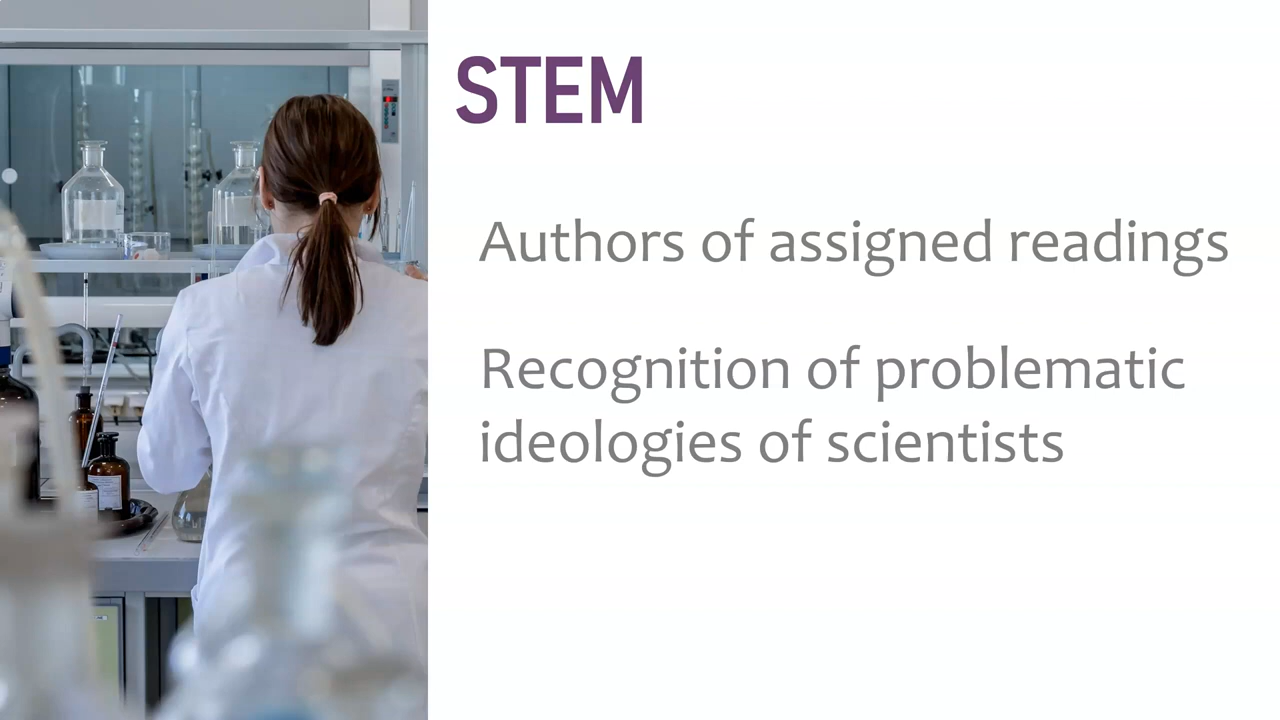 STEM
Authors of assigned readings
Recognition of problematic
ideologies of scientists